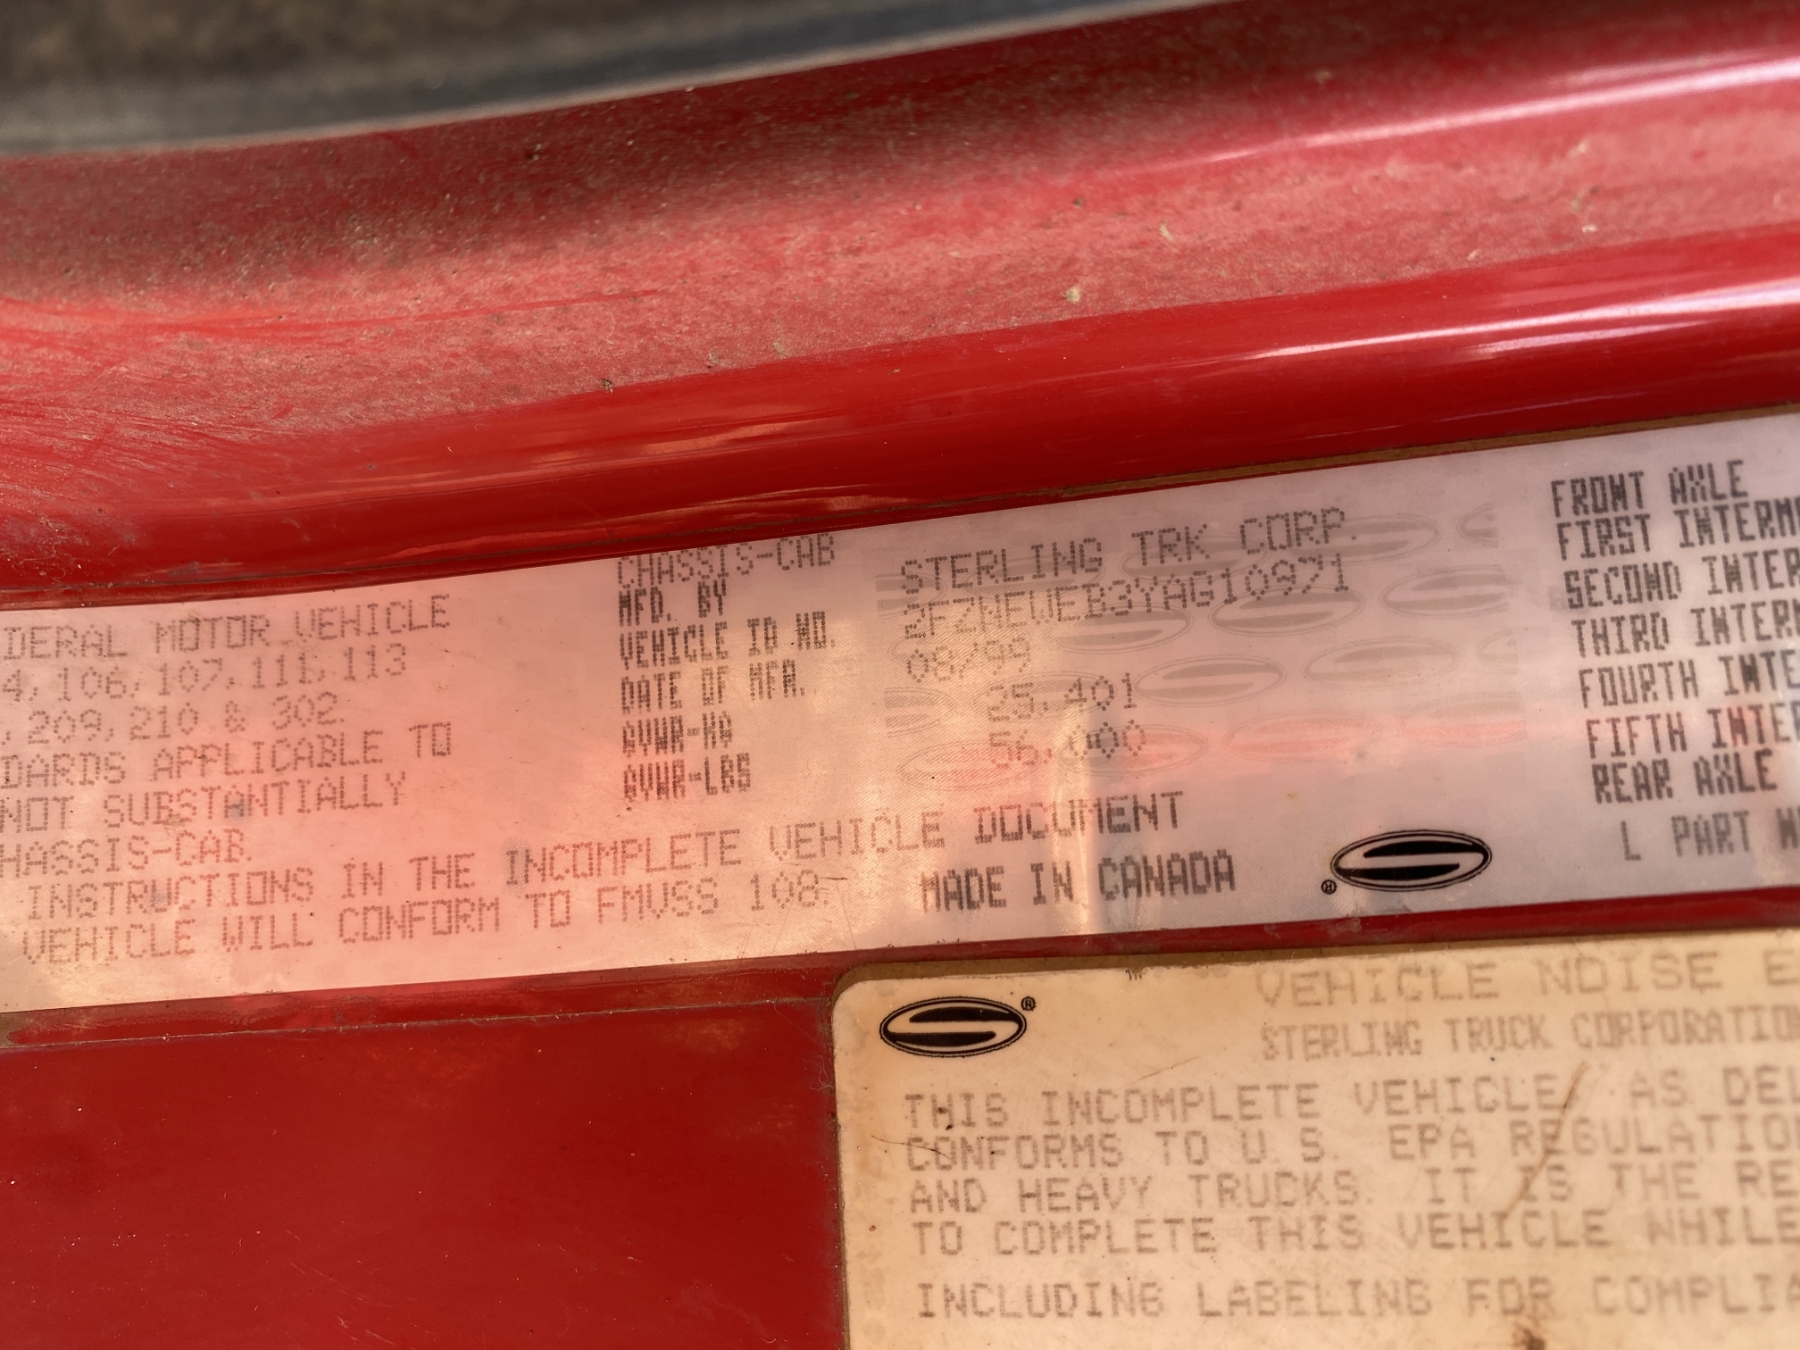 CHASSIS-CAB
MFD. BY STERLING TRK CORP.
VEHICLE ID NO. 2FZNEWEB3YAG10971
DATE OF MFR. 08/99
GVWR-KG 25,401
GVWR-LBS 56,000
DERAL MOTOR VEHICLE
4, 106, 107, 111, 113
, 209, 210 & 302.
DARDS APPLICABLE TO
NOT SUBSTANTIALLY
HASSIS-CAB.
INSTRUCTIONS IN THE INCOMPLETE VEHICLE DOCUMENT
VEHICLE WILL CONFORM TO FMVSS 108.
MADE IN CANADA
FRONT AXLE
FIRST INTERM
SECOND INTER
THIRD INTERM
FOURTH INTE
FIFTH INTER
REAR AXLE
L PART N
®
®
VEHICLE NOISE E
STERLING TRUCK CORPORATIO
THIS INCOMPLETE VEHICLE, AS DEL
CONFORMS TO U.S. EPA REGULATIO
AND HEAVY TRUCKS. IT IS THE RE
TO COMPLETE THIS VEHICLE WHILE
INCLUDING LABELING FOR COMPLIA